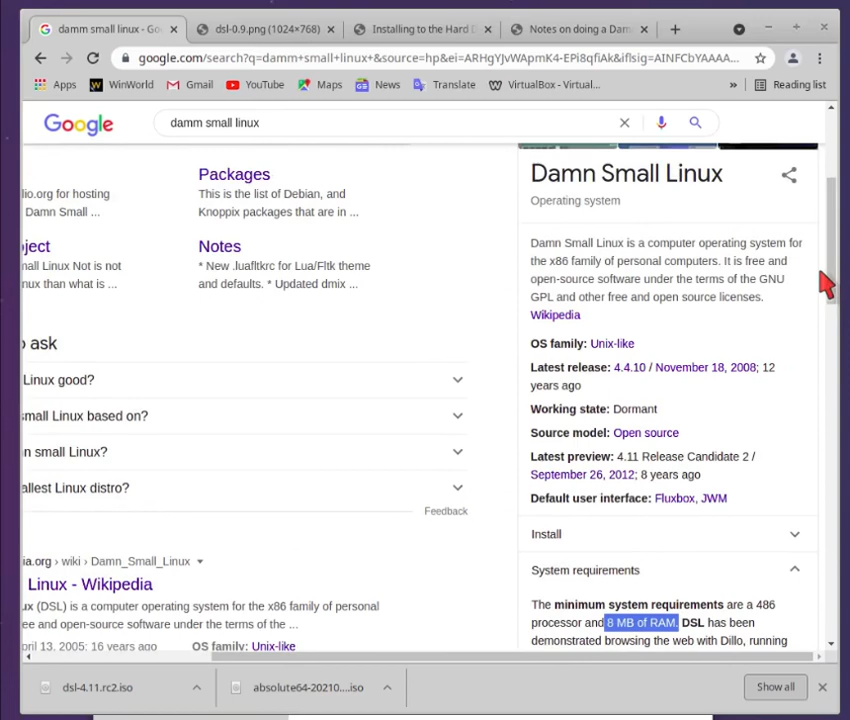 damm small linux - Goo
dsl-0.9.png (1024×768)
Installing to the Hard D
Notes on doing a Dam
google.com/search?q=damm+small+linux+&source=hp&ei=ARHgYJvWApmK4-EPi8qfiAk&iflsig=AINFCbYAAAA...
Apps
WinWorld
Gmail
YouTube
Maps
News
Translate
VirtualBox - Virtual...
»
Reading list
Google
damm small linux
Packages
lio.org for hosting
This is the list of Debian, and
Damn Small ...
Knoppix packages that are in ...
oject
Notes
mall Linux Not is not
* New .luafltkrc for Lua/Fltk theme
nux than what is ...
and defaults. * Updated dmix ...
o ask
Linux good?
small Linux based on?
n small Linux?
allest Linux distro?
Feedback
ia.org › wiki › Damn_Small_Linux
Linux - Wikipedia
ux (DSL) is a computer operating system for the x86 family of personal
ee and open-source software under the terms of the ...
pril 13, 2005; 16 years ago
OS family: Unix-like
Damn Small Linux
Operating system
Damn Small Linux is a computer operating system for
the x86 family of personal computers. It is free and
open-source software under the terms of the GNU
GPL and other free and open source licenses.
Wikipedia
OS family: Unix-like
Latest release: 4.4.10 / November 18, 2008; 12
years ago
Working state: Dormant
Source model: Open source
Latest preview: 4.11 Release Candidate 2 /
September 26, 2012; 8 years ago
Default user interface: Fluxbox, JWM
Install
System requirements
The minimum system requirements are a 486
processor and 8 MB of RAM. DSL has been
demonstrated browsing the web with Dillo, running
dsl-4.11.rc2.iso
absolute64-20210....iso
Show all